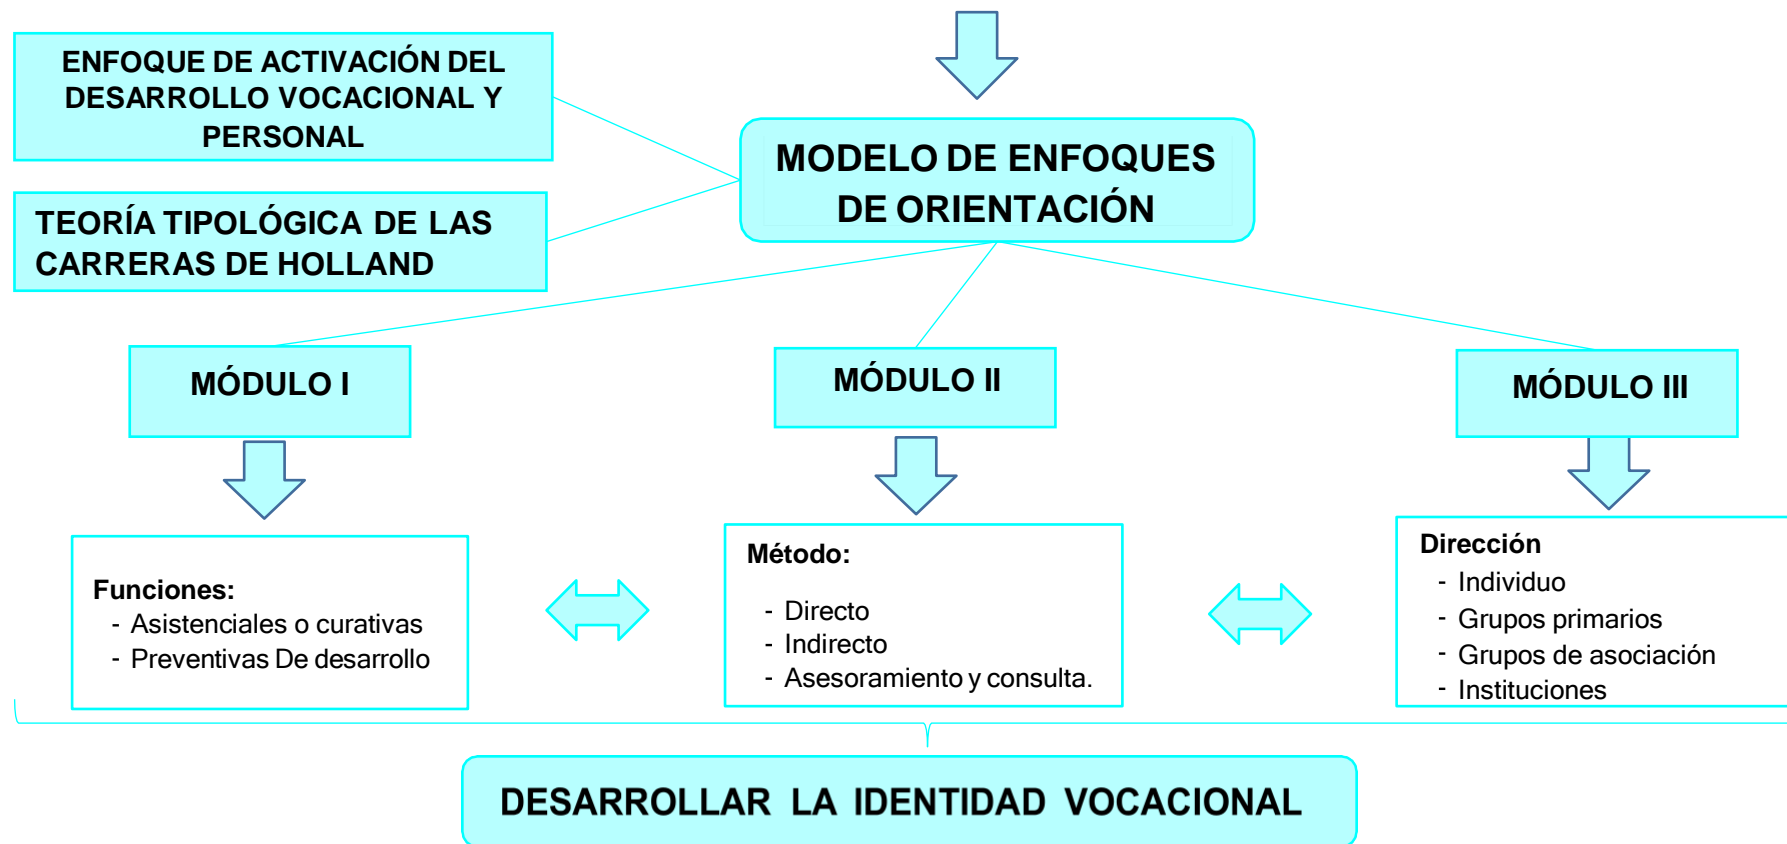 ENFOQUE DE ACTIVACIÓN DEL
DESARROLLO VOCACIONAL Y
PERSONAL
MODELO DE ENFOQUES
DE ORIENTACIÓN
TEORÍA TIPOLÓGICA DE LAS
CARRERAS DE HOLLAND
MÓDULO I
MÓDULO II
MÓDULO III
Funciones:
- Asistenciales o curativas
- Preventivas De desarrollo
Método:
- Directo
- Indirecto
- Asesoramiento y consulta.
Dirección
- Individuo
- Grupos primarios
- Grupos de asociación
- Instituciones
DESARROLLAR LA IDENTIDAD VOCACIONAL